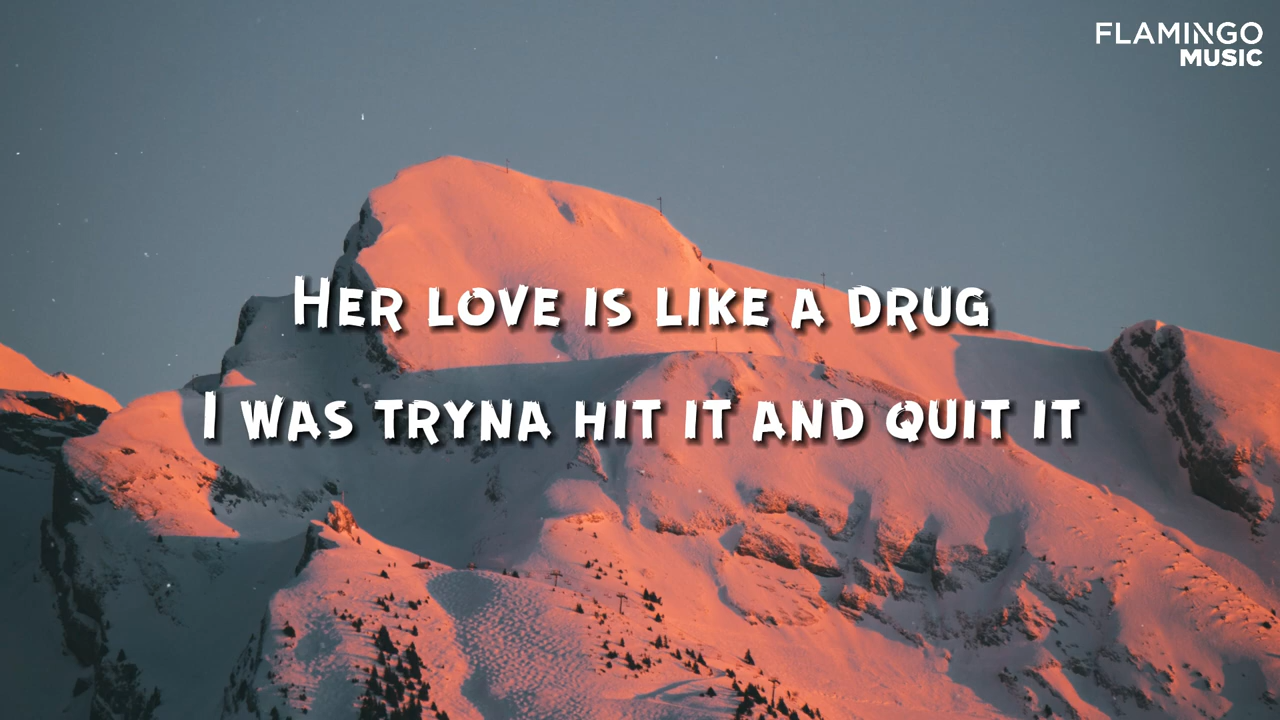 FLAMINGO
MUSIC
HER LOVE IS LIKE A DRUG
I WAS TRYNA HIT IT AND QUIT IT